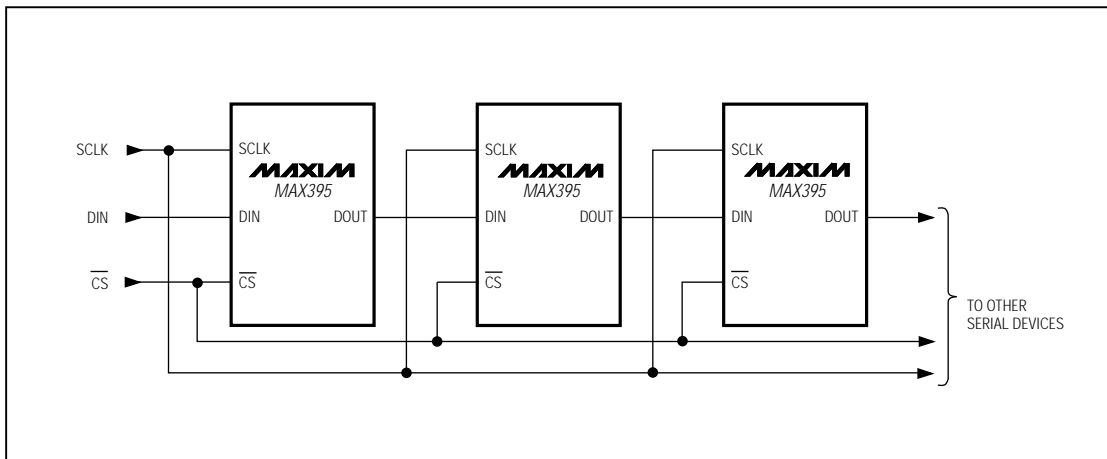 SCLK
DIN
CS
SCLK
MAXIM
MAX395
DIN
DOUT
CS
SCLK
MAXIM
MAX395
DIN
DOUT
CS
SCLK
MAXIM
MAX395
DIN
DOUT
CS
TO OTHER
SERIAL DEVICES